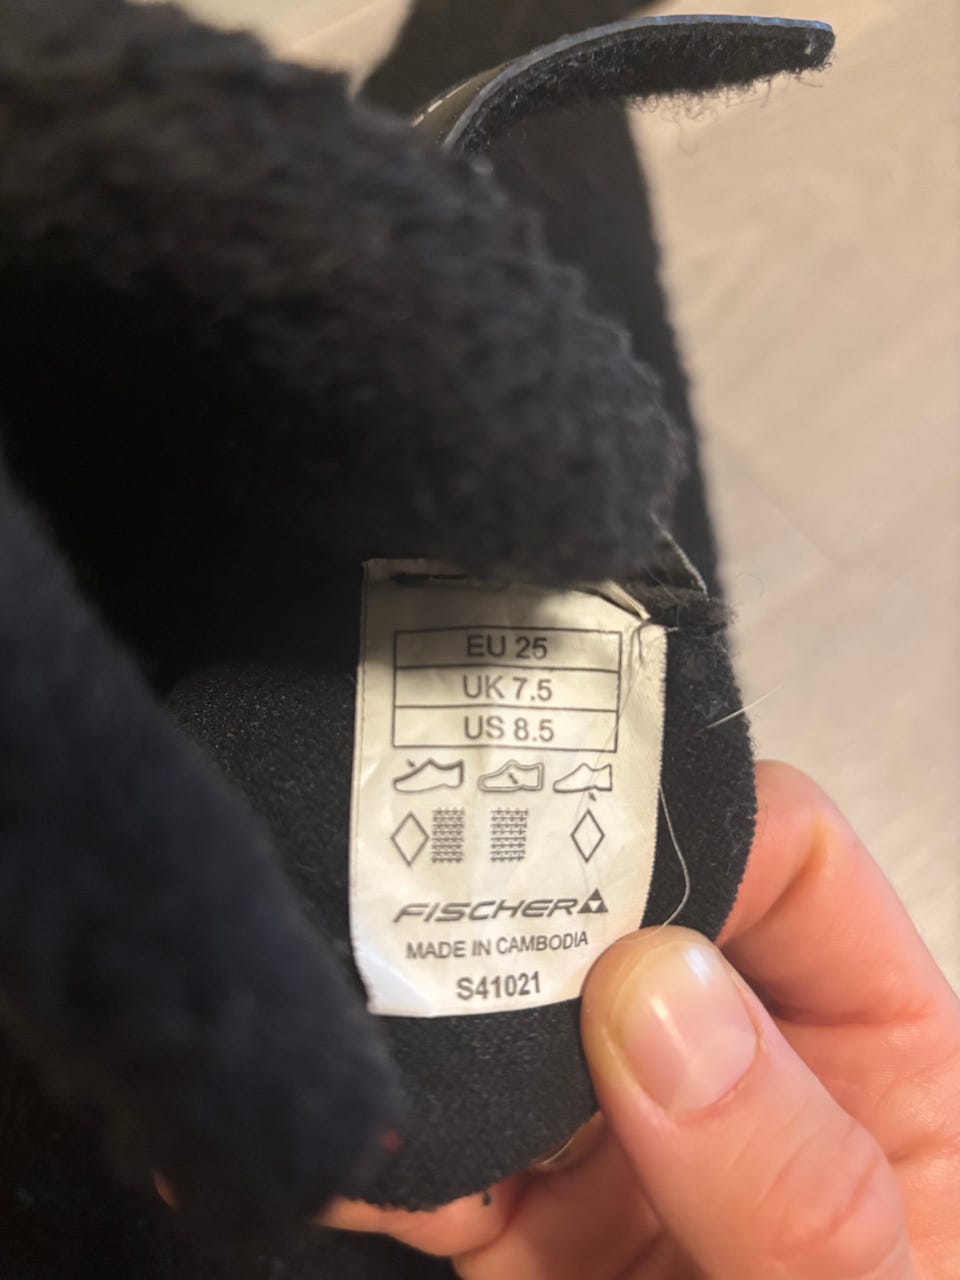 EU 25
UK 7.5
US 8.5
FISCHER
MADE IN CAMBODIA
S41021